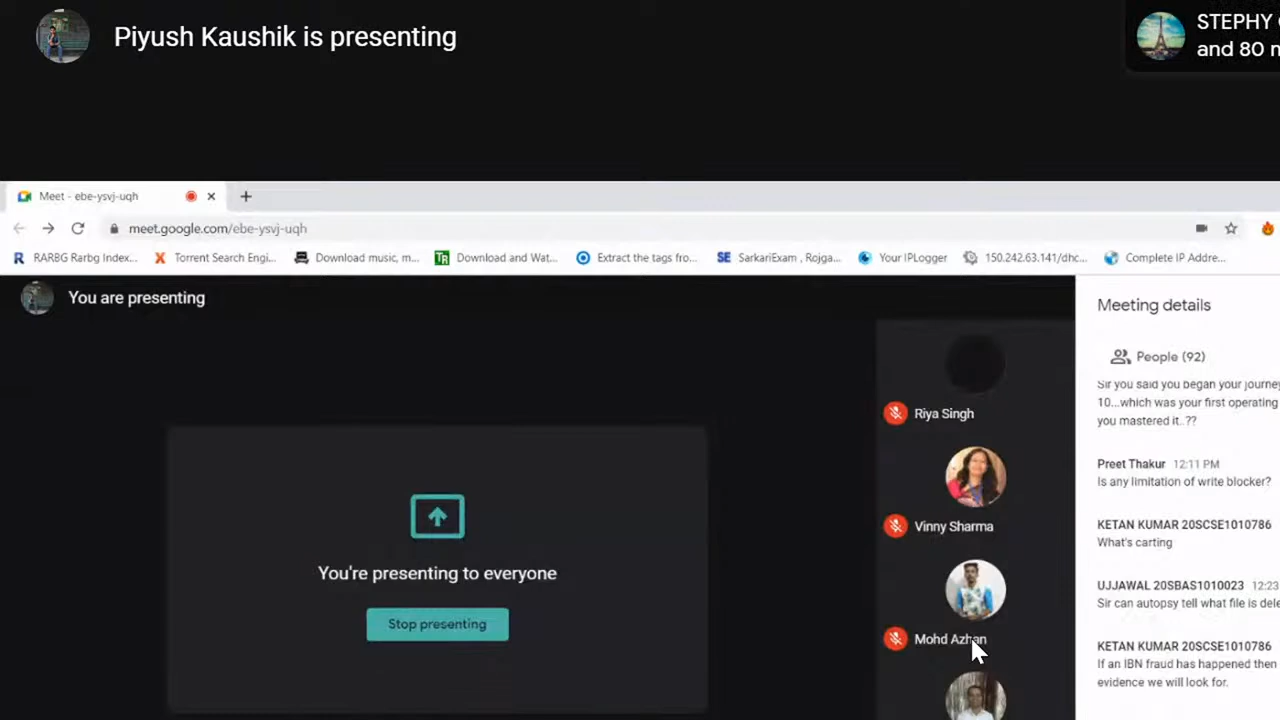 Piyush Kaushik is presenting
STEPHY
and 80
Meet - ebe-ysvj-uqh
meet.google.com/ebe-ysvj-uqh
RARBG Rarbg Index... Torrent Search Engi... Download music, m... Download and Wat... Extract the tags fro... SarkariExam , Rojga... Your IPLogger 150.242.63.141/dhc... Complete IP Addre...
You are presenting
Meeting details
People (92)
Sir you said you began your journey
10...which was your first operating
you mastered it..??
Riya Singh
Preet Thakur 12:11 PM
Is any limitation of write blocker?
Vinny Sharma
KETAN KUMAR 20SCSE1010786
What's carting
You're presenting to everyone
UJJAWAL 20SBAS1010023 12:23
Sir can autopsy tell what file is dele
Stop presenting
Mohd Azhan
KETAN KUMAR 20SCSE1010786
If an IBN fraud has happened then
evidence we will look for.